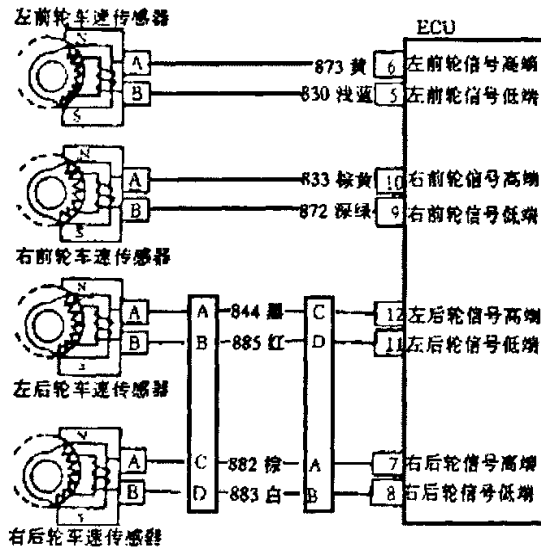 左前轮车速传感器
ECU
N
A 873 黄 6 左前轮信号高端
B 830 浅蓝 5 左前轮信号低端
S
N
A 833 棕黄 10 右前轮信号高端
B 872 深绿 9 右前轮信号低端
S
右前轮车速传感器
N
A A 844 黑 C 12 左后轮信号高端
B B 885 红 D 11 左后轮信号低端
左后轮车速传感器
A C 882 棕 A 7 右后轮信号高端
B D 883 白 B 8 右后轮信号低端
S
右后轮车速传感器